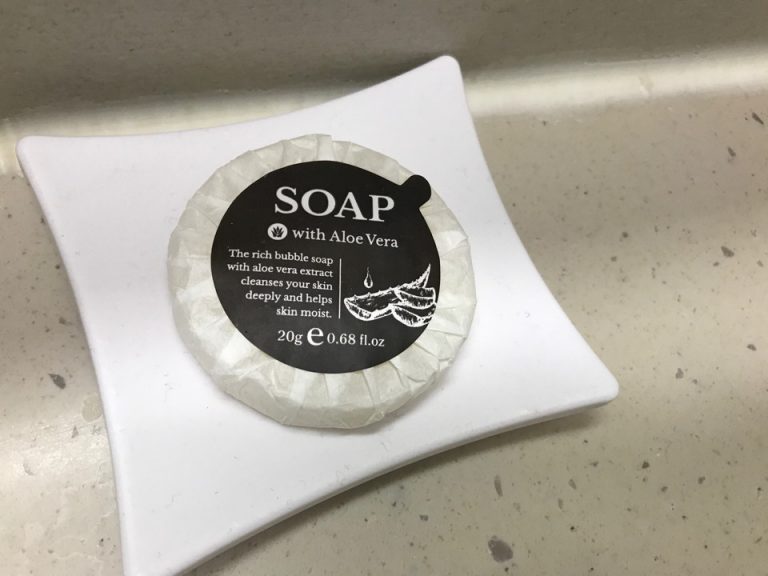 SOAP
with Aloe Vera
The rich bubble soap
with aloe vera extract
cleanses your skin
deeply and helps
skin moist.
20g e 0.68 fl.oz